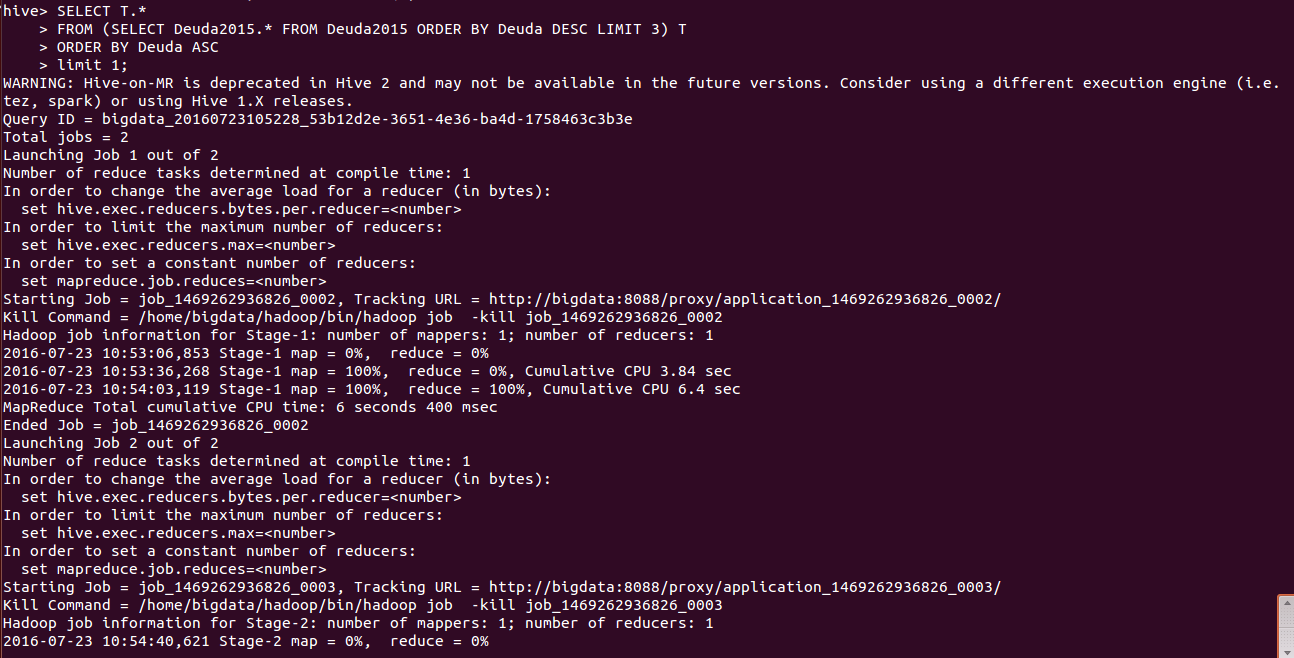 hive> SELECT T.*
    > FROM (SELECT Deuda2015.* FROM Deuda2015 ORDER BY Deuda DESC LIMIT 3) T
    > ORDER BY Deuda ASC
    > limit 1;
WARNING: Hive-on-MR is deprecated in Hive 2 and may not be available in the future versions. Consider using a different execution engine (i.e.
tez, spark) or using Hive 1.X releases.
Query ID = bigdata_20160723105228_53b12d2e-3651-4e36-ba4d-1758463c3b3e
Total jobs = 2
Launching Job 1 out of 2
Number of reduce tasks determined at compile time: 1
In order to change the average load for a reducer (in bytes):
  set hive.exec.reducers.bytes.per.reducer=<number>
In order to limit the maximum number of reducers:
  set hive.exec.reducers.max=<number>
In order to set a constant number of reducers:
  set mapreduce.job.reduces=<number>
Starting Job = job_1469262936826_0002, Tracking URL = http://bigdata:8088/proxy/application_1469262936826_0002/
Kill Command = /home/bigdata/hadoop/bin/hadoop job  -kill job_1469262936826_0002
Hadoop job information for Stage-1: number of mappers: 1; number of reducers: 1
2016-07-23 10:53:06,853 Stage-1 map = 0%,  reduce = 0%
2016-07-23 10:53:36,268 Stage-1 map = 100%,  reduce = 0%, Cumulative CPU 3.84 sec
2016-07-23 10:54:03,119 Stage-1 map = 100%,  reduce = 100%, Cumulative CPU 6.4 sec
MapReduce Total cumulative CPU time: 6 seconds 400 msec
Ended Job = job_1469262936826_0002
Launching Job 2 out of 2
Number of reduce tasks determined at compile time: 1
In order to change the average load for a reducer (in bytes):
  set hive.exec.reducers.bytes.per.reducer=<number>
In order to limit the maximum number of reducers:
  set hive.exec.reducers.max=<number>
In order to set a constant number of reducers:
  set mapreduce.job.reduces=<number>
Starting Job = job_1469262936826_0003, Tracking URL = http://bigdata:8088/proxy/application_1469262936826_0003/
Kill Command = /home/bigdata/hadoop/bin/hadoop job  -kill job_1469262936826_0003
Hadoop job information for Stage-2: number of mappers: 1; number of reducers: 1
2016-07-23 10:54:40,621 Stage-2 map = 0%,  reduce = 0%